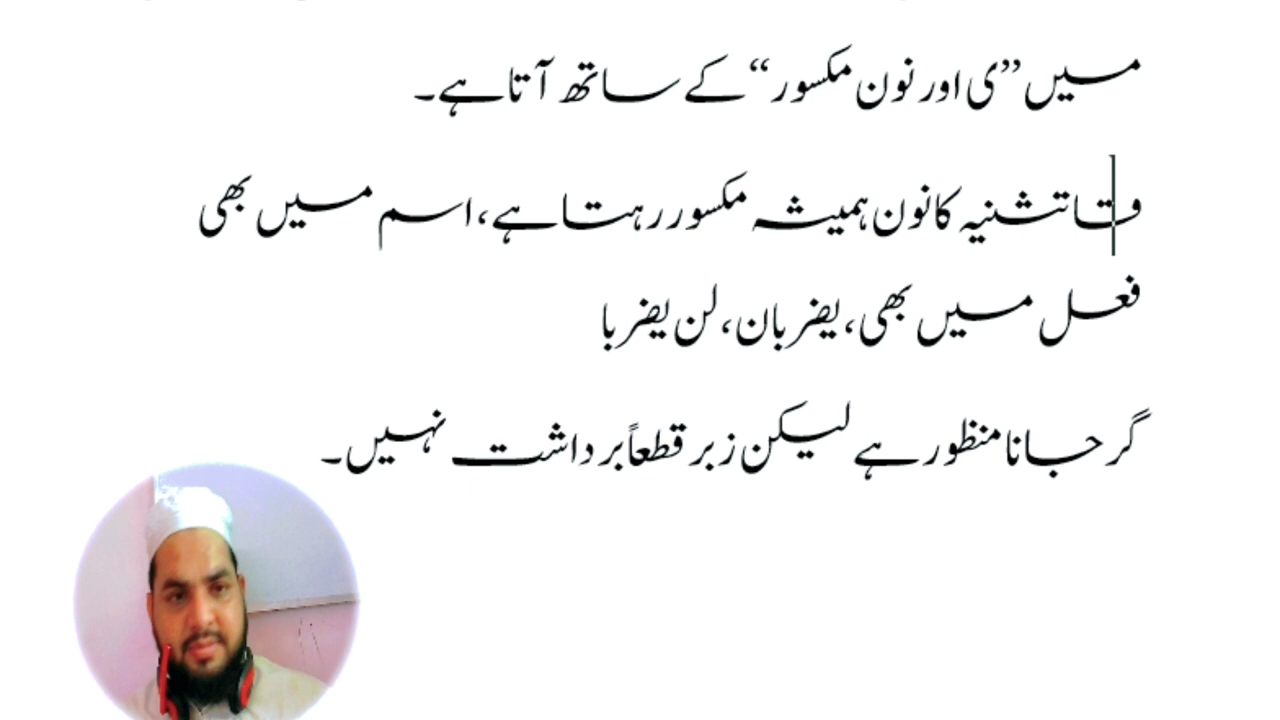 میں ”ی اور نون مکسور“ کے ساتھ آتا ہے۔
تثنیہ کا نون ہمیشہ مکسور رہتا ہے، اسم میں بھی
فعل میں بھی، یضربان، لن یضربا
گر جانا منظور ہے لیکن زبر قطعاً برداشت نہیں۔